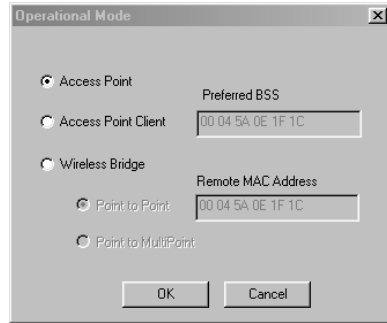 Operational Mode
Access Point
Preferred BSS
Access Point Client
00 04 5A 0E 1F 1C
Wireless Bridge
Remote MAC Address
Point to Point
00 04 5A 0E 1F 1C
Point to MultiPoint
OK
Cancel